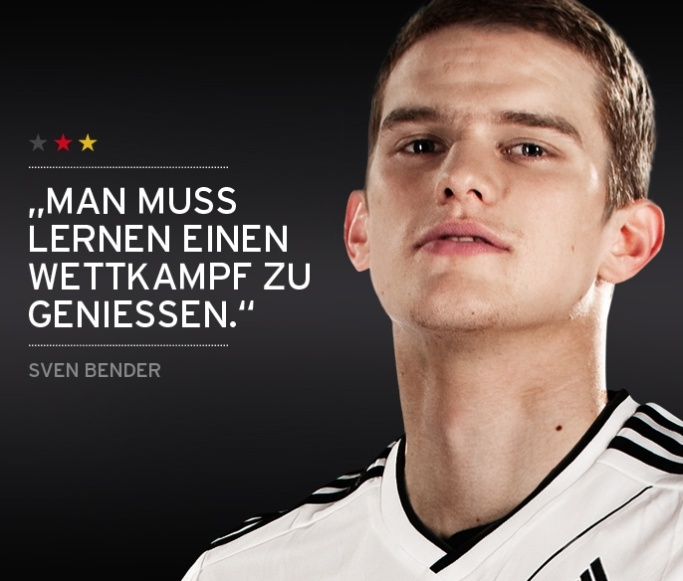 „MAN MUSS
LERNEN EINEN
WETTKAMPF ZU
GENIESSEN.“
SVEN BENDER